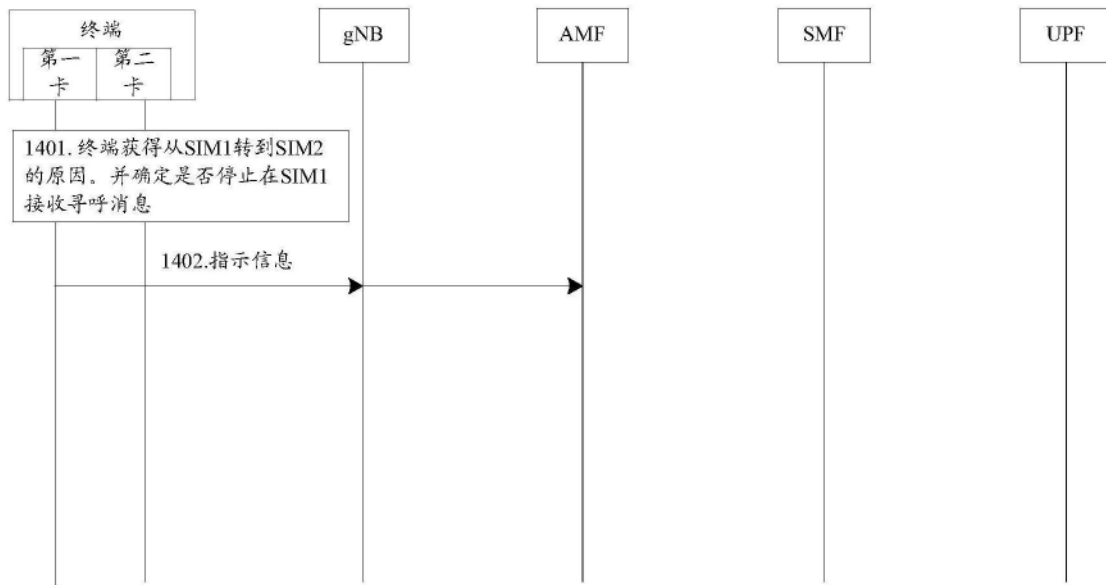 终端
第一卡
第二卡
gNB
AMF
SMF
UPF
1401. 终端获得从SIM1转到SIM2
的原因。并确定是否停止在SIM1
接收寻呼消息
1402.指示信息